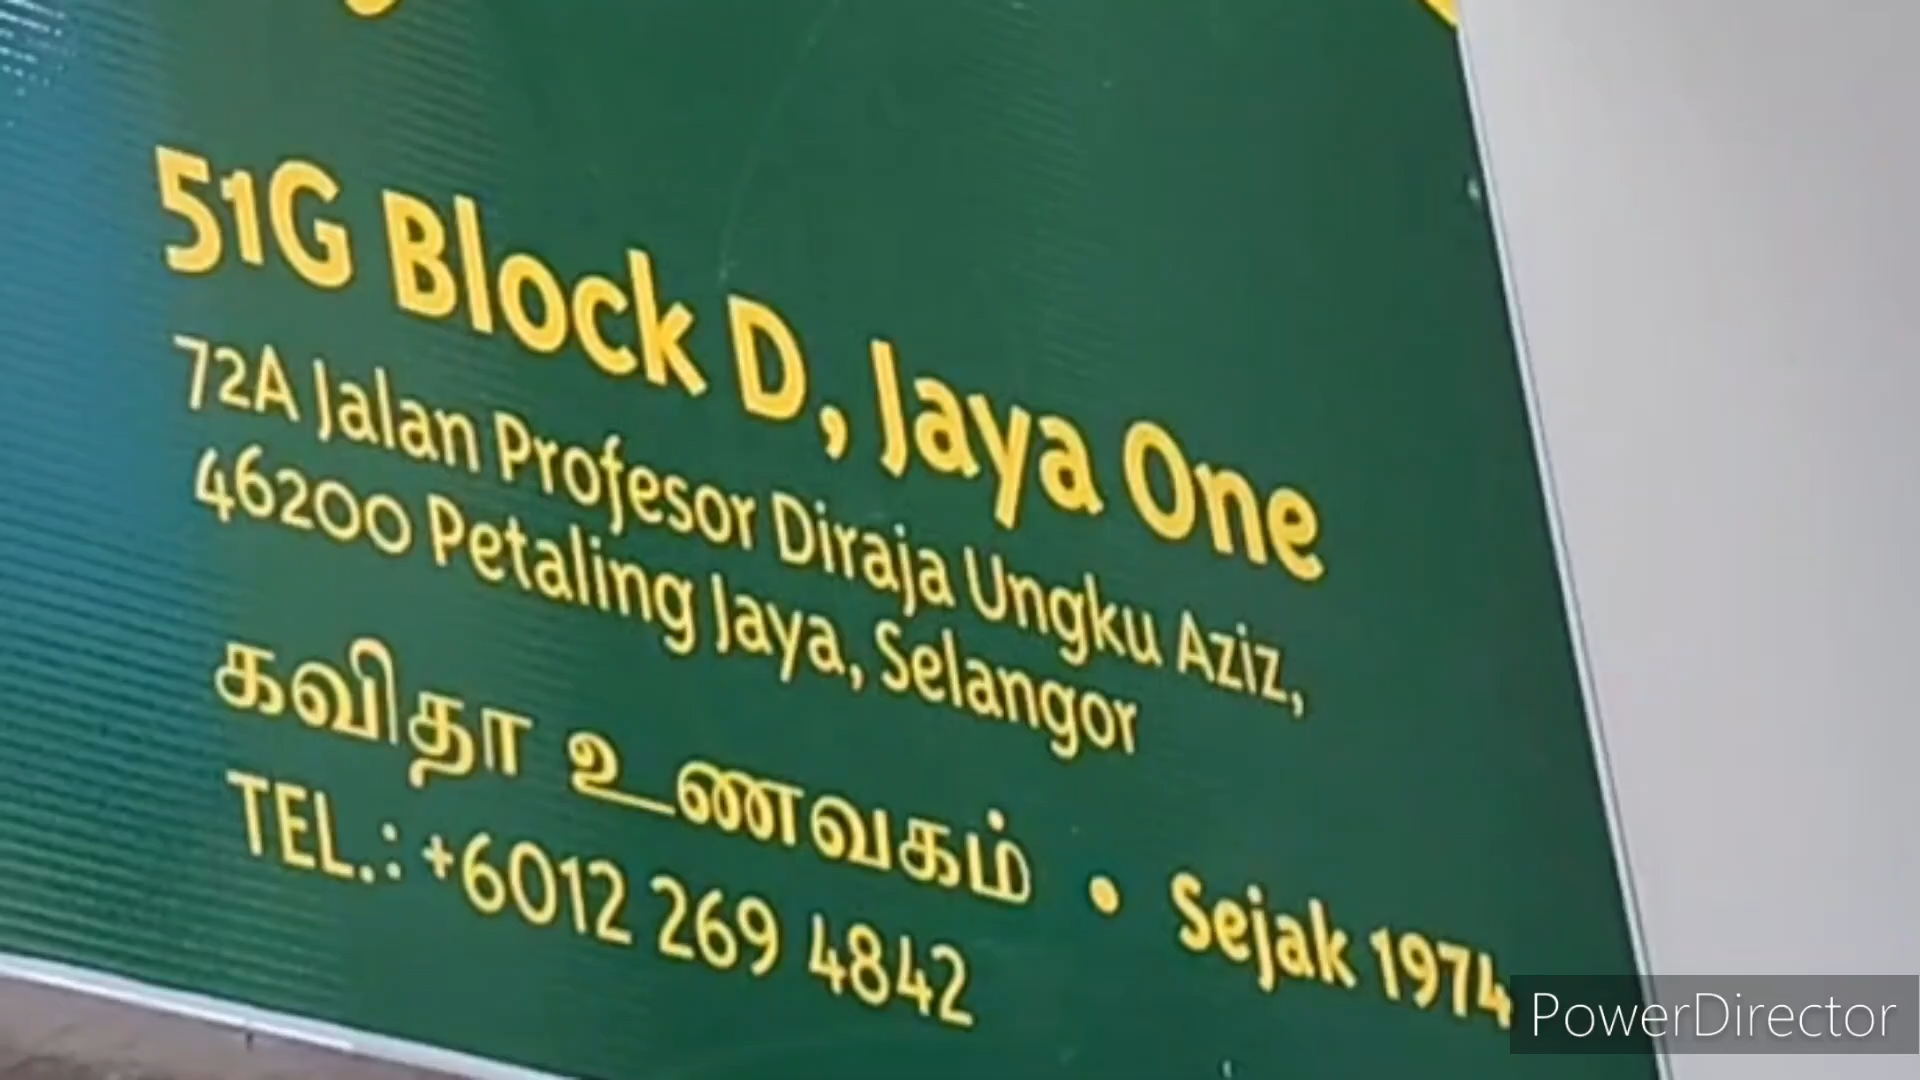 51G Block D, Jaya One
72A Jalan Profesor Diraja Ungku Aziz,
46200 Petaling Jaya, Selangor
கவிதா உணவகம் • Sejak 1974
TEL.: +6012 269 4842
PowerDirector